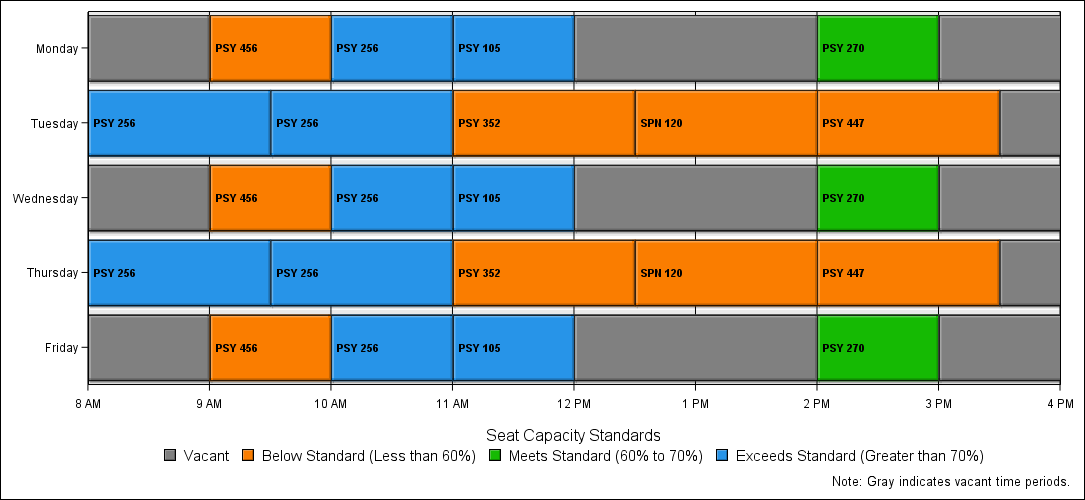 Monday PSY 456 PSY 256 PSY 105 PSY 270
Tuesday PSY 256 PSY 256 PSY 352 SPN 120 PSY 447
Wednesday PSY 456 PSY 256 PSY 105 PSY 270
Thursday PSY 256 PSY 256 PSY 352 SPN 120 PSY 447
Friday PSY 456 PSY 256 PSY 105 PSY 270
8 AM 9 AM 10 AM 11 AM 12 PM 1 PM 2 PM 3 PM 4 PM
Seat Capacity Standards
Vacant Below Standard (Less than 60%) Meets Standard (60% to 70%) Exceeds Standard (Greater than 70%)
Note: Gray indicates vacant time periods.